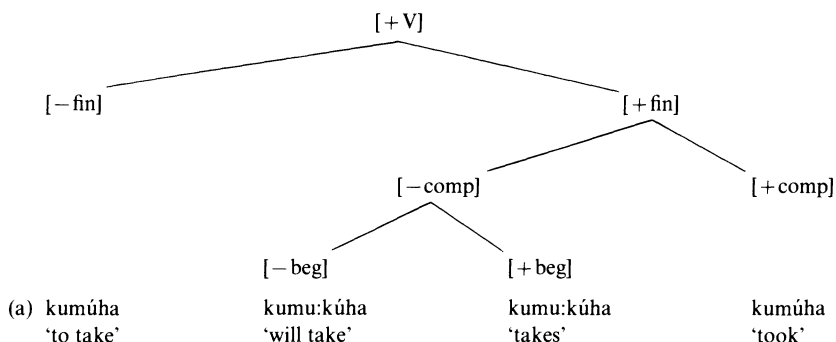 [+V]
[−fin] [+fin]
[−comp] [+comp]
[−beg] [+beg]
(a) kumúha kumu:kúha kumu:kúha kumúha
‘to take’ ‘will take’ ‘takes’ ‘took’